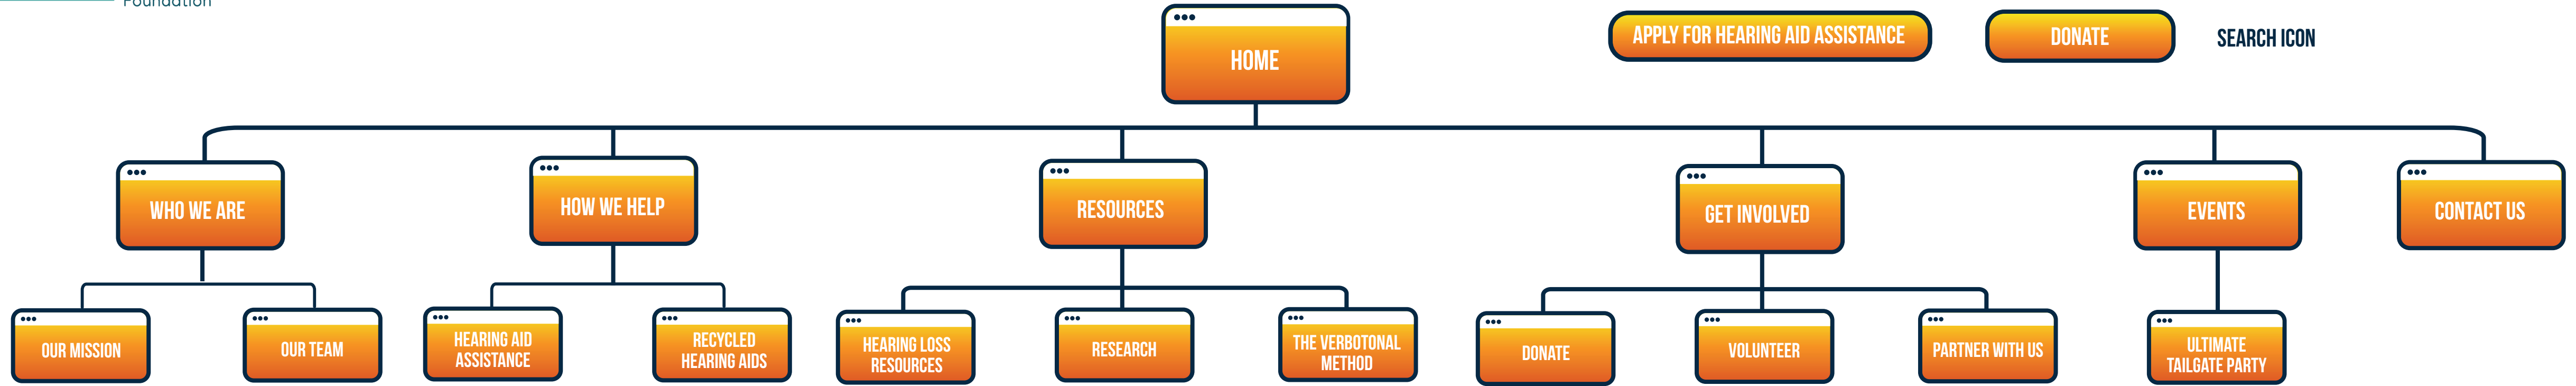 Foundation
HOME
APPLY FOR HEARING AID ASSISTANCE
DONATE
SEARCH ICON
WHO WE ARE
HOW WE HELP
RESOURCES
GET INVOLVED
EVENTS
CONTACT US
OUR MISSION
OUR TEAM
HEARING AID
ASSISTANCE
RECYCLED
HEARING AIDS
HEARING LOSS
RESOURCES
RESEARCH
THE VERBOTONAL
METHOD
DONATE
VOLUNTEER
PARTNER WITH US
ULTIMATE
TAILGATE PARTY